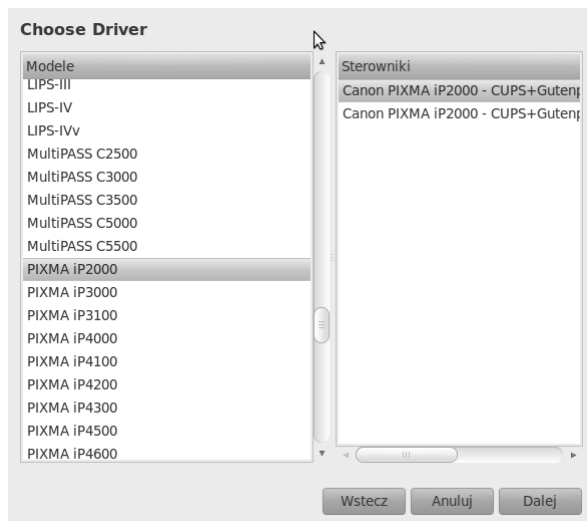 Choose Driver
Modele
LIPS-III
LIPS-IV
LIPS-IVv
MultiPASS C2500
MultiPASS C3000
MultiPASS C3500
MultiPASS C5000
MultiPASS C5500
PIXMA iP2000
PIXMA iP3000
PIXMA iP3100
PIXMA iP4000
PIXMA iP4100
PIXMA iP4200
PIXMA iP4300
PIXMA iP4500
PIXMA iP4600
Sterowniki
Canon PIXMA iP2000 - CUPS+Gutenp
Canon PIXMA iP2000 - CUPS+Gutenp
Wstecz
Anuluj
Dalej